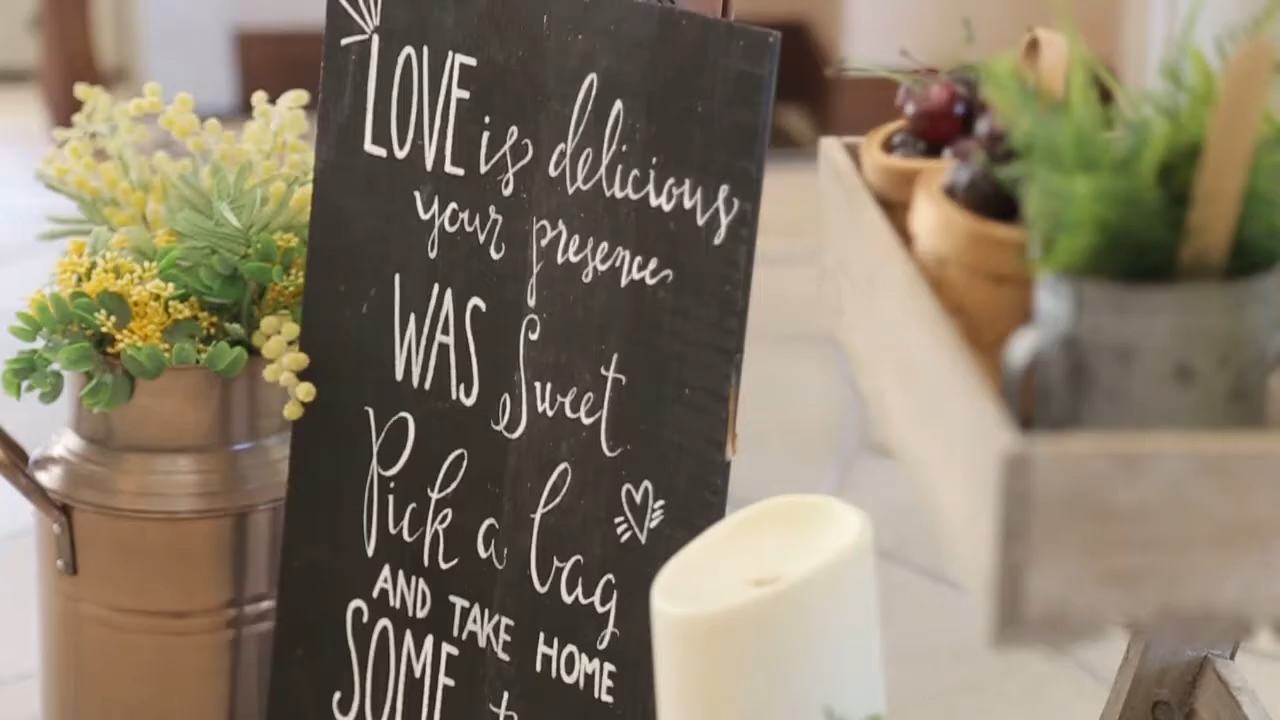 LOVE is delicious
your presence
WAS Sweet
Pick a bag
AND TAKE HOME
SOME